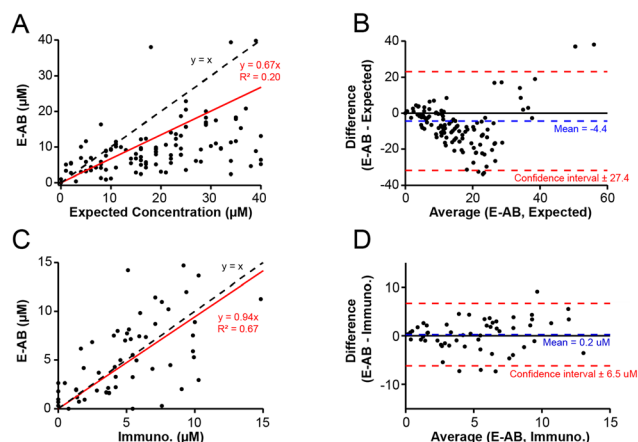 A
E-AB
(µM)
40
30
20
10
0
0
10
20
30
40
Expected Concentration (µM)
y = x
y = 0.67x
R² = 0.20
B
Difference
(E-AB - Expected)
40
20
0
-20
-40
0
20
40
60
Average (E-AB, Expected)
Mean = -4.4
Confidence interval ± 27.4
C
E-AB (µM)
15
10
5
0
0
5
10
15
Immuno. (µM)
y = x
y = 0.94x
R² = 0.67
D
Difference
(E-AB - Immuno.)
10
0
-10
0
5
10
15
Average (E-AB, Immuno.)
Mean = 0.2 uM
Confidence interval ± 6.5 uM